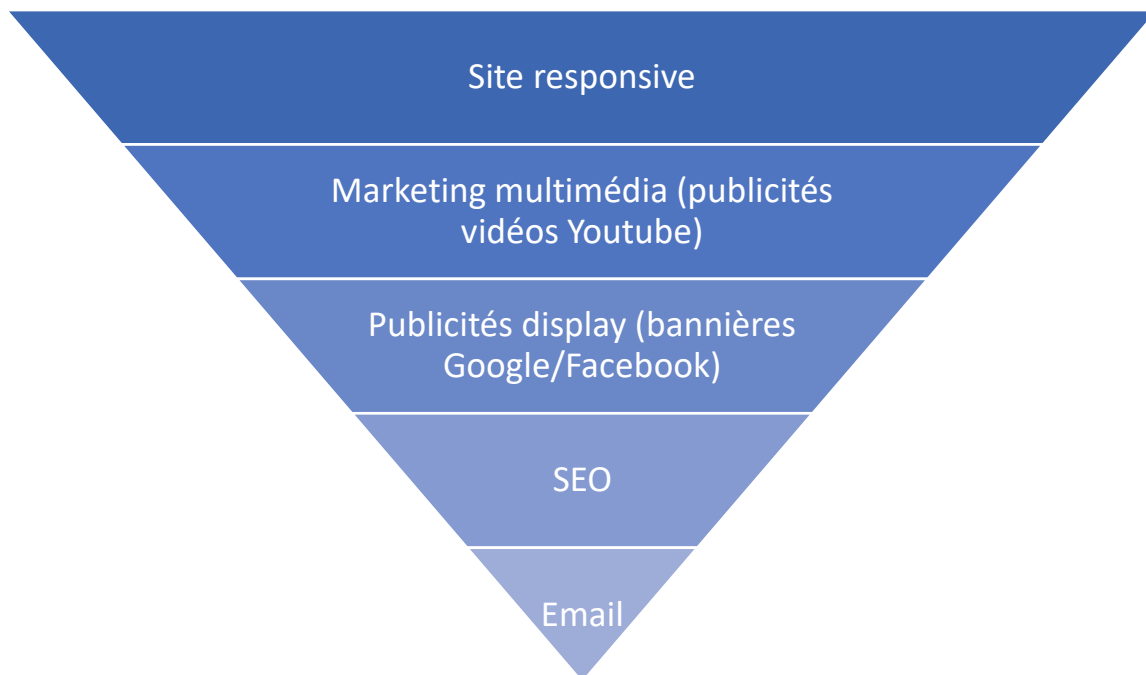 Site responsive
Marketing multimédia (publicités
vidéos Youtube)
Publicités display (bannières
Google/Facebook)
SEO
Email